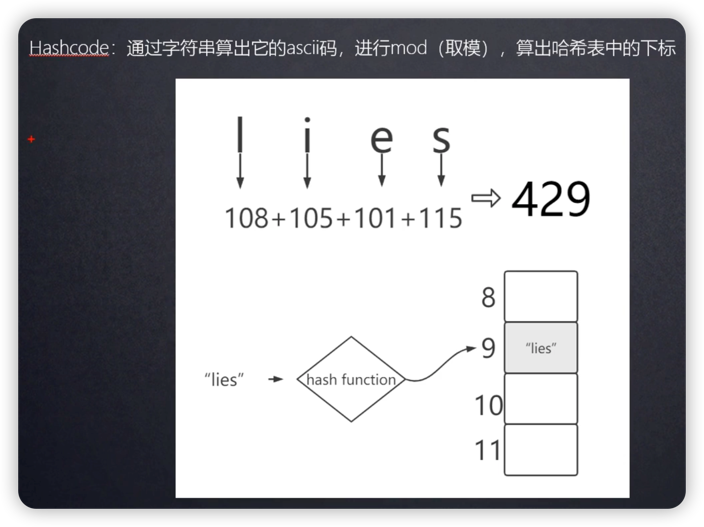 Hashcode：通过字符串算出它的ascii码，进行mod（取模），算出哈希表中的下标
l i e s
108+105+101+115 429
8
9 “lies”
“lies” hash function
10
11